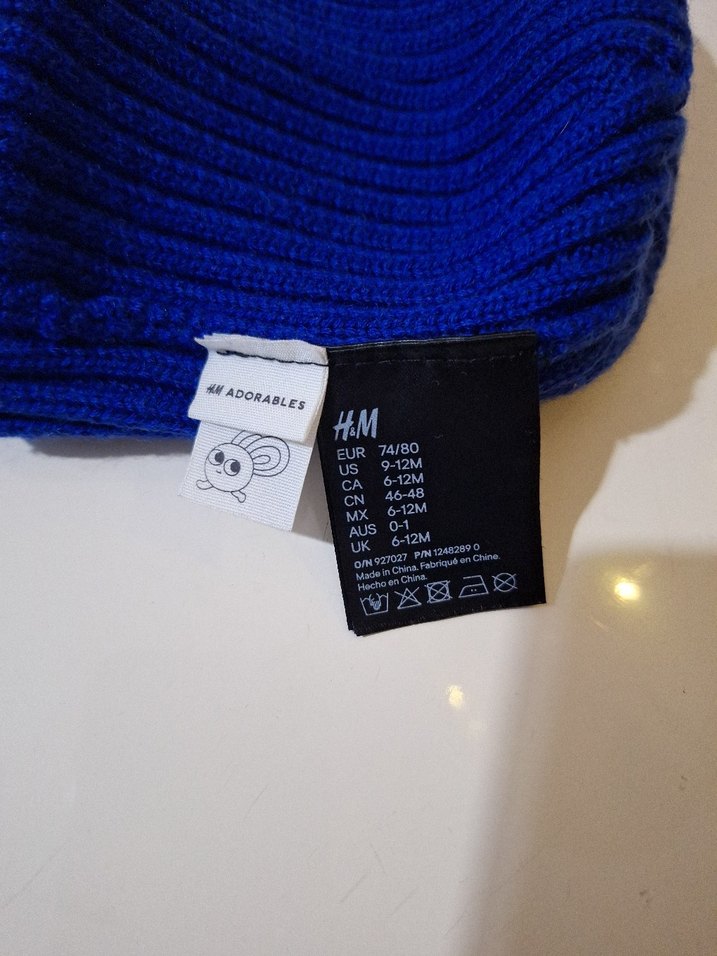 H&M ADORABLES
H&M
EUR 74/80
US 9-12M
CA 6-12M
CN 46-48
MX 6-12M
AUS 0-1
UK 6-12M
O/N 927027 P/N 1248289 0
Made in China. Fabriqué en Chine.
Hecho en China.